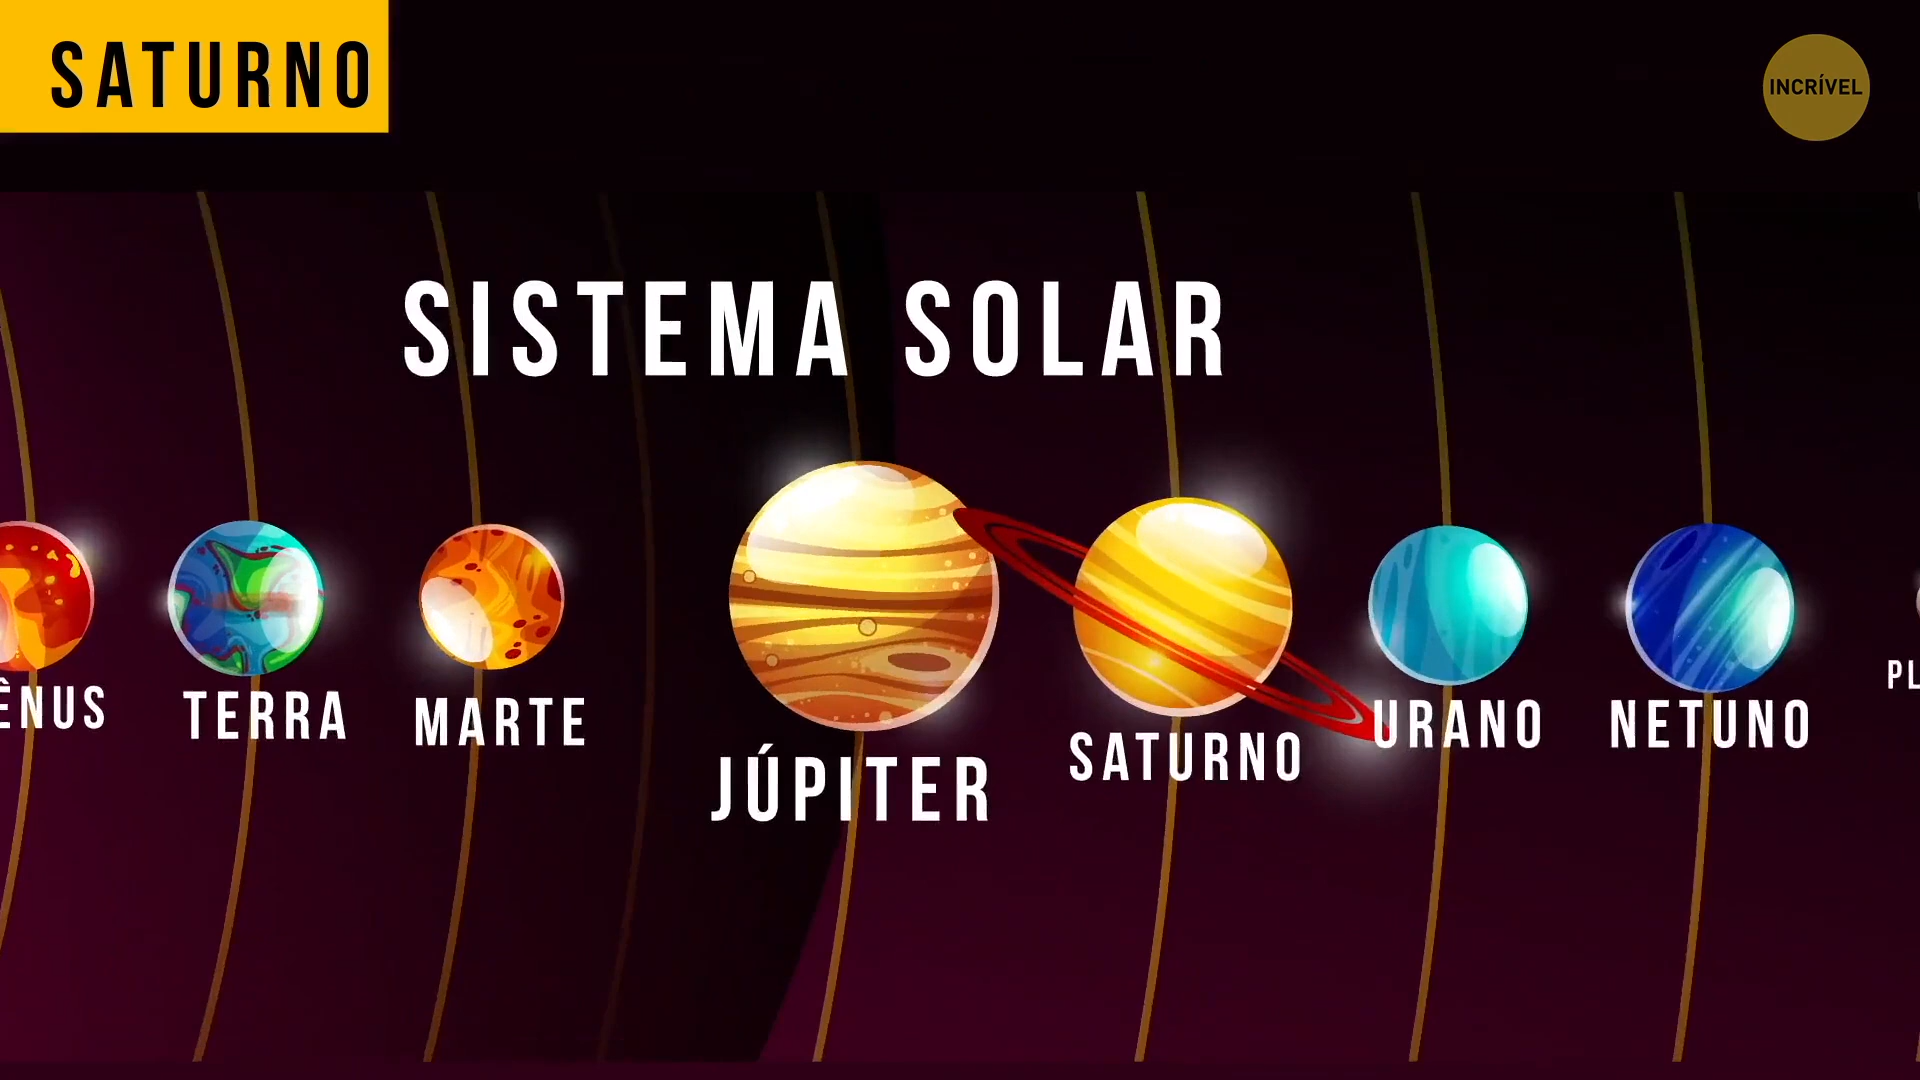 SATURNO
INCRÍVEL
SISTEMA SOLAR
TERRA
MARTE
JÚPITER
SATURNO
URANO
NETUNO